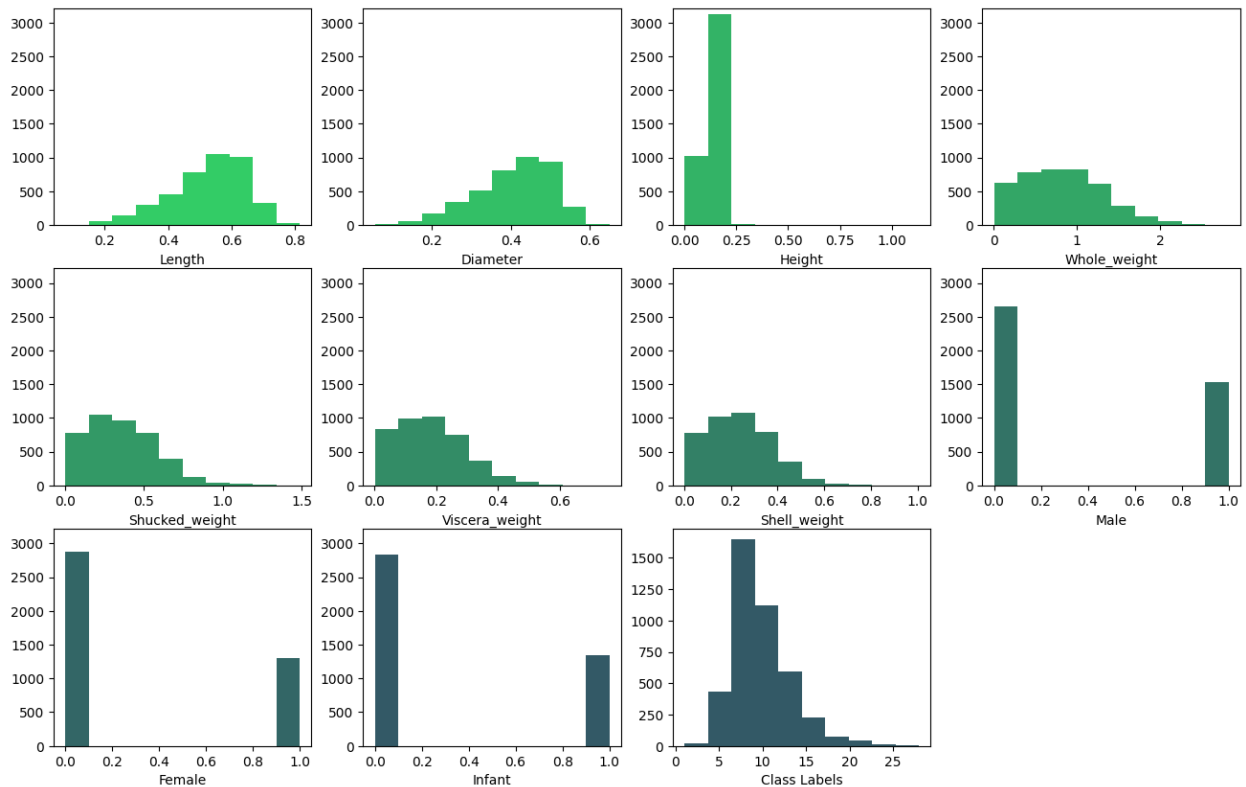 3000 3000 3000 3000
2500 2500 2500 2500
2000 2000 2000 2000
1500 1500 1500 1500
1000 1000 1000 1000
500 500 500 500
0 0 0 0
0.2 0.4 0.6 0.8 0.2 0.4 0.6 0.00 0.25 0.50 0.75 1.00 0 1 2
Length Diameter Height Whole_weight
3000 3000 3000 3000
2500 2500 2500 2500
2000 2000 2000 2000
1500 1500 1500 1500
1000 1000 1000 1000
500 500 500 500
0 0 0 0
0.0 0.5 1.0 1.5 0.0 0.2 0.4 0.6 0.0 0.2 0.4 0.6 0.8 1.0 0.0 0.2 0.4 0.6 0.8 1.0
Shucked_weight Viscera_weight Shell_weight Male
3000 3000 1500
2500 2500 1250
2000 2000 1000
1500 1500 750
1000 1000 500
500 500 250
0 0 0
0.0 0.2 0.4 0.6 0.8 1.0 0.0 0.2 0.4 0.6 0.8 1.0 0 5 10 15 20 25
Female Infant Class Labels